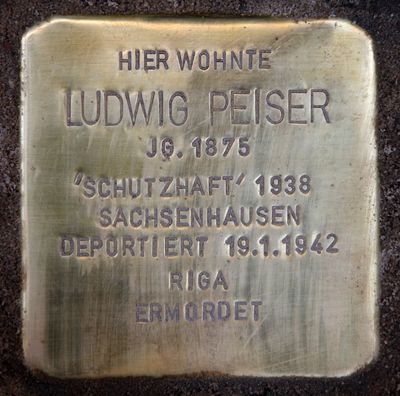 HIER WOHNTE
LUDWIG PEISER
JG. 1875
"SCHUTZHAFT' 1938
SACHSENHAUSEN
DEPORTIERT 19.1.1942
RIGA
ERMORDET